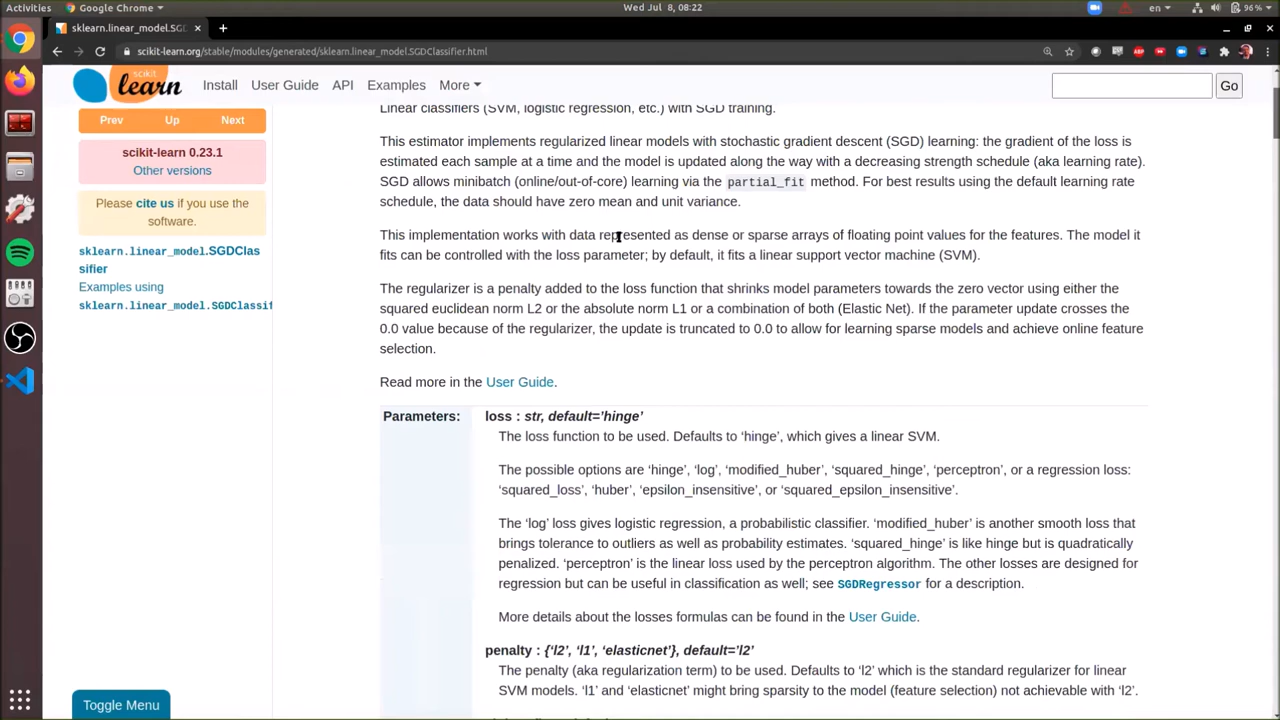 Activities
Google Chrome
Wed Jul 8, 08:22
en
96 %
sklearn.linear_model.SGD
scikit-learn.org/stable/modules/generated/sklearn.linear_model.SGDClassifier.html
ABP
scikit
learn
Install
User Guide
API
Examples
More
Go
Prev
Up
Next
scikit-learn 0.23.1
Other versions
Please cite us if you use the
software.
sklearn.linear_model.SGDClas
sifier
Examples using
sklearn.linear_model.SGDClassif
Linear classifiers (SVM, logistic regression, etc.) with SGD training.
This estimator implements regularized linear models with stochastic gradient descent (SGD) learning: the gradient of the loss is
estimated each sample at a time and the model is updated along the way with a decreasing strength schedule (aka learning rate).
SGD allows minibatch (online/out-of-core) learning via the partial_fit method. For best results using the default learning rate
schedule, the data should have zero mean and unit variance.
This implementation works with data represented as dense or sparse arrays of floating point values for the features. The model it
fits can be controlled with the loss parameter; by default, it fits a linear support vector machine (SVM).
The regularizer is a penalty added to the loss function that shrinks model parameters towards the zero vector using either the
squared euclidean norm L2 or the absolute norm L1 or a combination of both (Elastic Net). If the parameter update crosses the
0.0 value because of the regularizer, the update is truncated to 0.0 to allow for learning sparse models and achieve online feature
selection.
Read more in the User Guide.
Parameters:
loss : str, default=’hinge’
The loss function to be used. Defaults to ‘hinge’, which gives a linear SVM.
The possible options are ‘hinge’, ‘log’, ‘modified_huber’, ‘squared_hinge’, ‘perceptron’, or a regression loss:
‘squared_loss’, ‘huber’, ‘epsilon_insensitive’, or ‘squared_epsilon_insensitive’.
The ‘log’ loss gives logistic regression, a probabilistic classifier. ‘modified_huber’ is another smooth loss that
brings tolerance to outliers as well as probability estimates. ‘squared_hinge’ is like hinge but is quadratically
penalized. ‘perceptron’ is the linear loss used by the perceptron algorithm. The other losses are designed for
regression but can be useful in classification as well; see SGDRegressor for a description.
More details about the losses formulas can be found in the User Guide.
penalty : {‘l2’, ‘l1’, ‘elasticnet’}, default=’l2’
The penalty (aka regularization term) to be used. Defaults to ‘l2’ which is the standard regularizer for linear
SVM models. ‘l1’ and ‘elasticnet’ might bring sparsity to the model (feature selection) not achievable with ‘l2’.
Toggle Menu